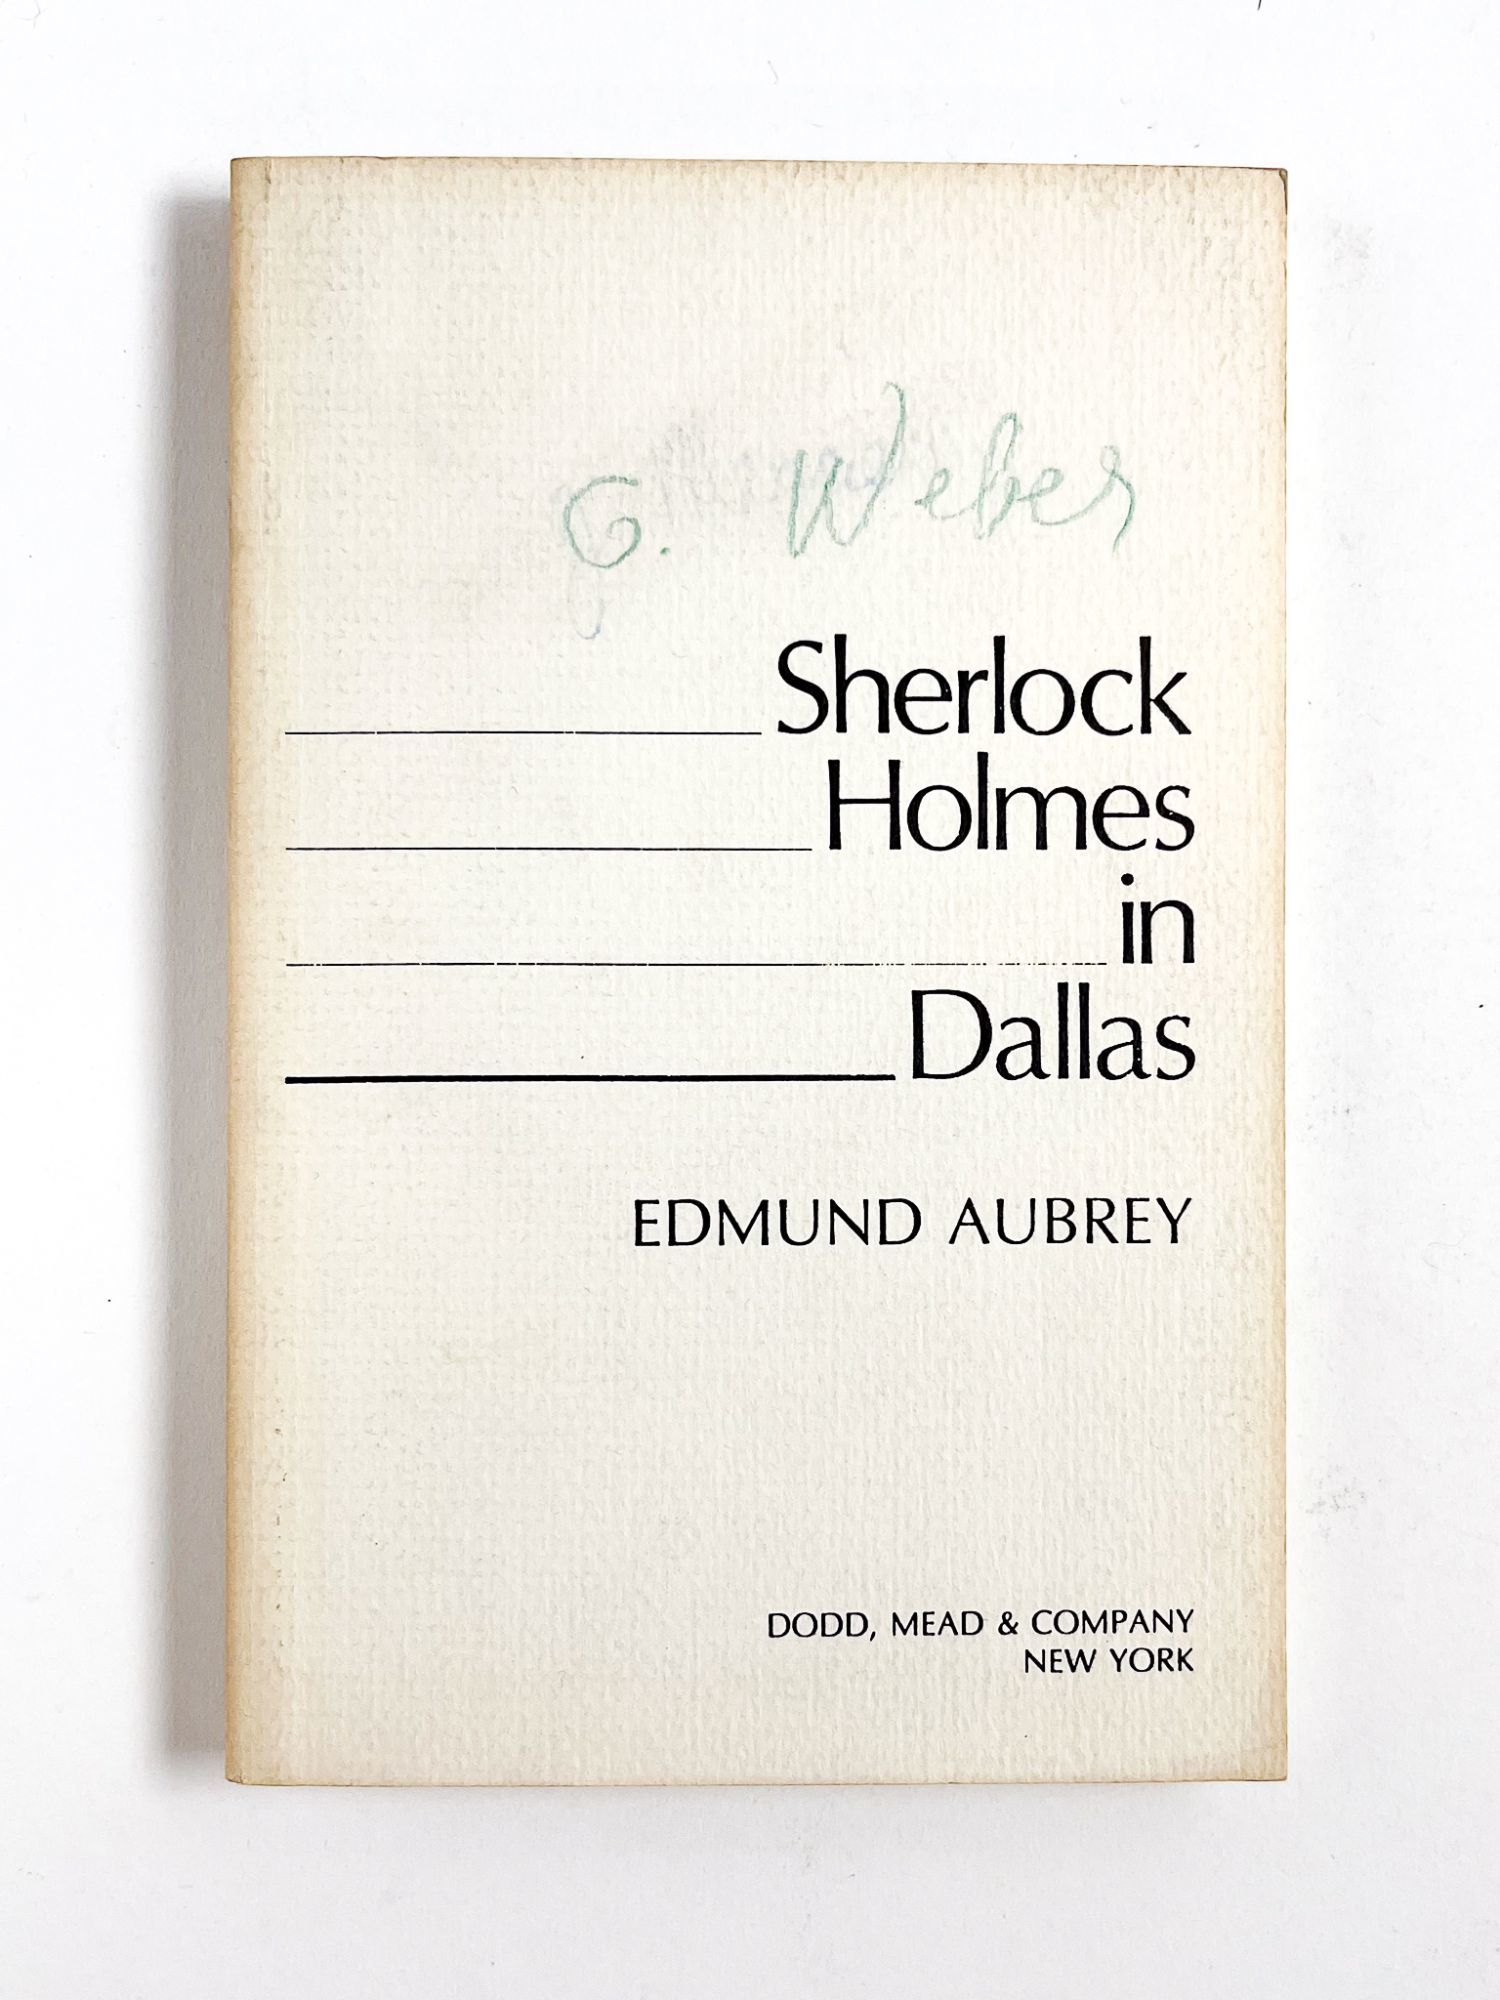 G. Weber
Sherlock
Holmes
in
Dallas
EDMUND AUBREY
DODD, MEAD & COMPANY
NEW YORK